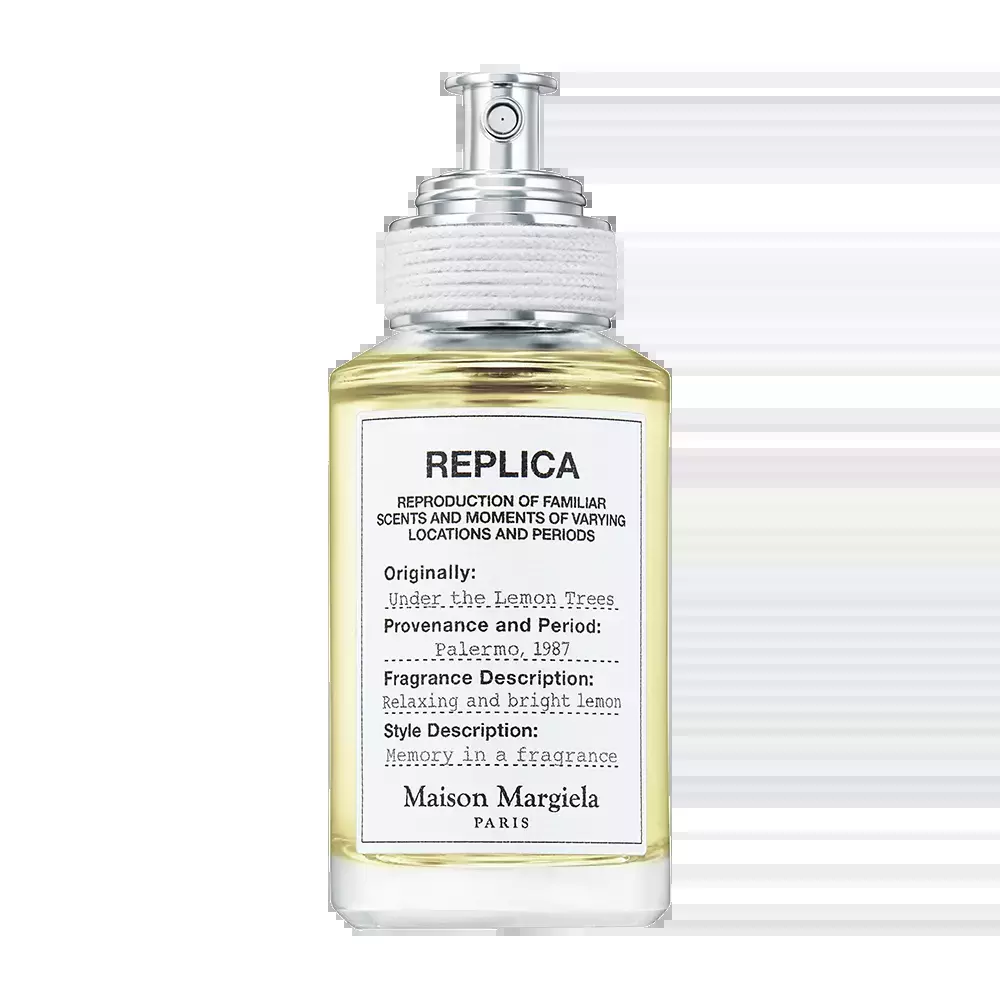 REPLICA
REPRODUCTION OF FAMILIAR
SCENTS AND MOMENTS OF VARYING
LOCATIONS AND PERIODS
Originally:
Under the Lemon Trees
Provenance and Period:
Palermo, 1987
Fragrance Description:
Relaxing and bright lemon
Style Description:
Memory in a fragrance
Maison Margiela
PARIS